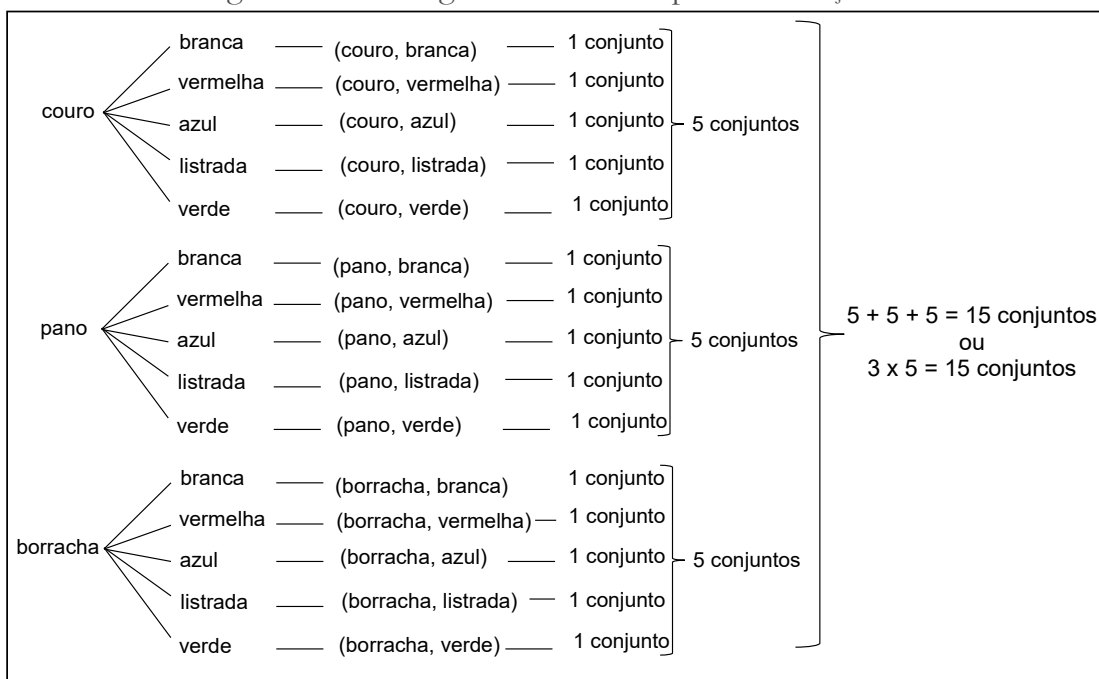 branca (couro, branca) 1 conjunto
vermelha (couro, vermelha) 1 conjunto
couro azul (couro, azul) 1 conjunto 5 conjuntos
listrada (couro, listrada) 1 conjunto
verde (couro, verde) 1 conjunto
branca (pano, branca) 1 conjunto
vermelha (pano, vermelha) 1 conjunto
pano azul (pano, azul) 1 conjunto 5 conjuntos
listrada (pano, listrada) 1 conjunto
verde (pano, verde) 1 conjunto
5 + 5 + 5 = 15 conjuntos
ou
3 x 5 = 15 conjuntos
branca (borracha, branca) 1 conjunto
vermelha (borracha, vermelha) 1 conjunto
borracha azul (borracha, azul) 1 conjunto 5 conjuntos
listrada (borracha, listrada) 1 conjunto
verde (borracha, verde) 1 conjunto